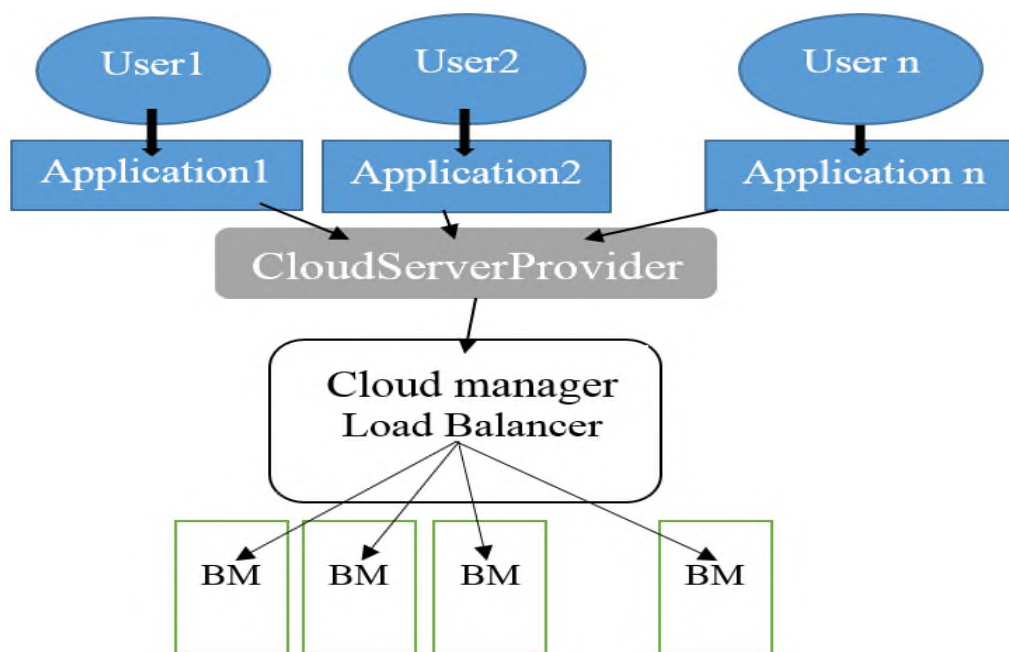 User1
User2
User n
Application1
Application2
Application n
CloudServerProvider
Cloud manager
Load Balancer
BM
BM
BM
BM